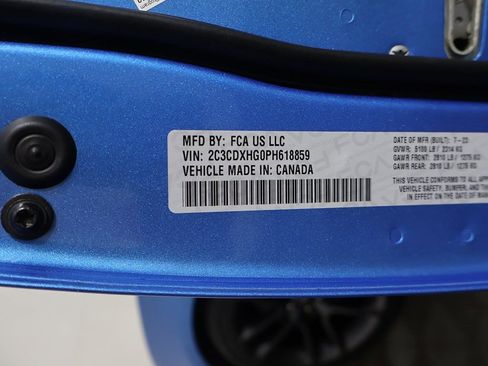 MFD BY: FCA US LLC
VIN: 2C3CDXHG0PH618859
VEHICLE MADE IN: CANADA
DATE OF MFR (BUILT): 7-23
GVWR: 5100 LB / 2314 KG
GAWR FRONT: 2810 LB / 1275 KG
GAWR REAR: 2810 LB / 1275 KG
THIS VEHICLE CONFORMS TO ALL
VEHICLE SAFETY, BUMPER, AND
IN EFFECT ON THE DATE OF MAN